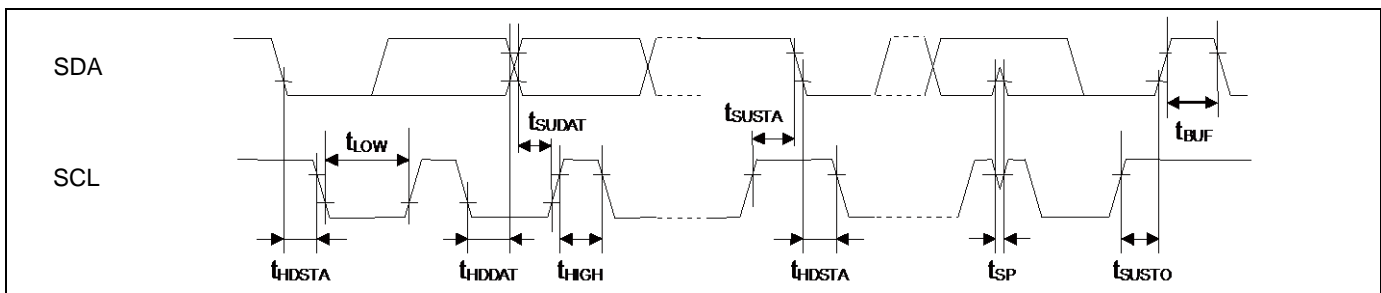 SDA
tSUDAT
tSUSTA
tBUF
tLOW
SCL
tHDSTA
tHDDAT
tHIGH
tHDSTA
tSP
tSUSTO